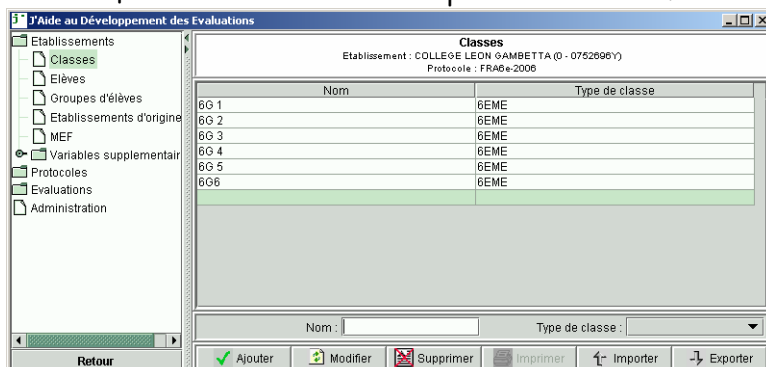 J'Aide au Développement des Evaluations
Etablissements
Classes
Elèves
Groupes d'élèves
Etablissements d'origine
MEF
Variables supplementair
Protocoles
Evaluations
Administration
Retour
Classes
Etablissement : COLLEGE LEON GAMBETTA (0 - 0752696Y)
Protocole : FRA6e-2006
Nom Type de classe
6G 1 6EME
6G 2 6EME
6G 3 6EME
6G 4 6EME
6G 5 6EME
6G6 6EME
Nom : Type de classe :
Ajouter Modifier Supprimer Imprimer Importer Exporter